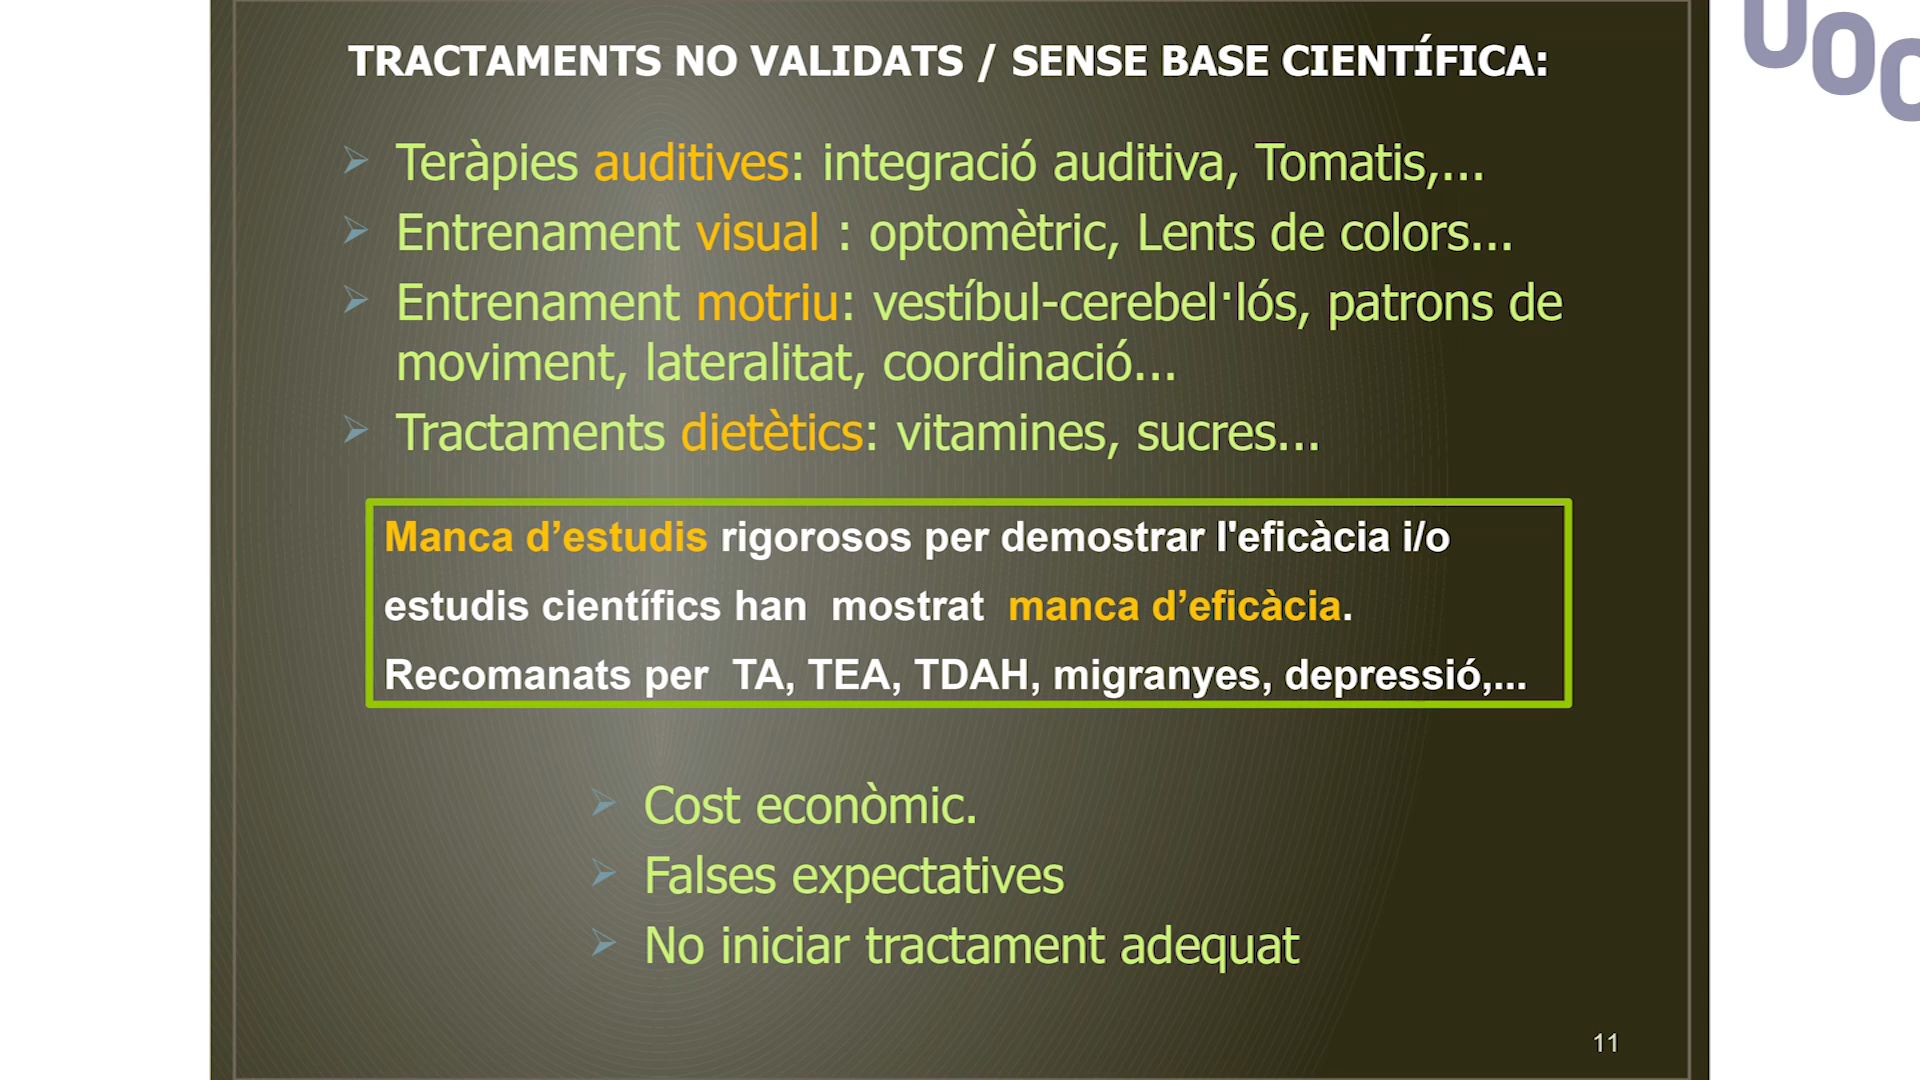 TRACTAMENTS NO VALIDATS / SENSE BASE CIENTÍFICA:
UOC
Teràpies auditives: integració auditiva, Tomatis,...
Entrenament visual : optomètric, Lents de colors...
Entrenament motriu: vestíbul-cerebel·lós, patrons de
moviment, lateralitat, coordinació...
Tractaments dietètics: vitamines, sucres...
Manca d’estudis rigorosos per demostrar l'eficàcia i/o
estudis científics han mostrat manca d’eficàcia.
Recomanats per TA, TEA, TDAH, migranyes, depressió,...
Cost econòmic.
Falses expectatives
No iniciar tractament adequat
11